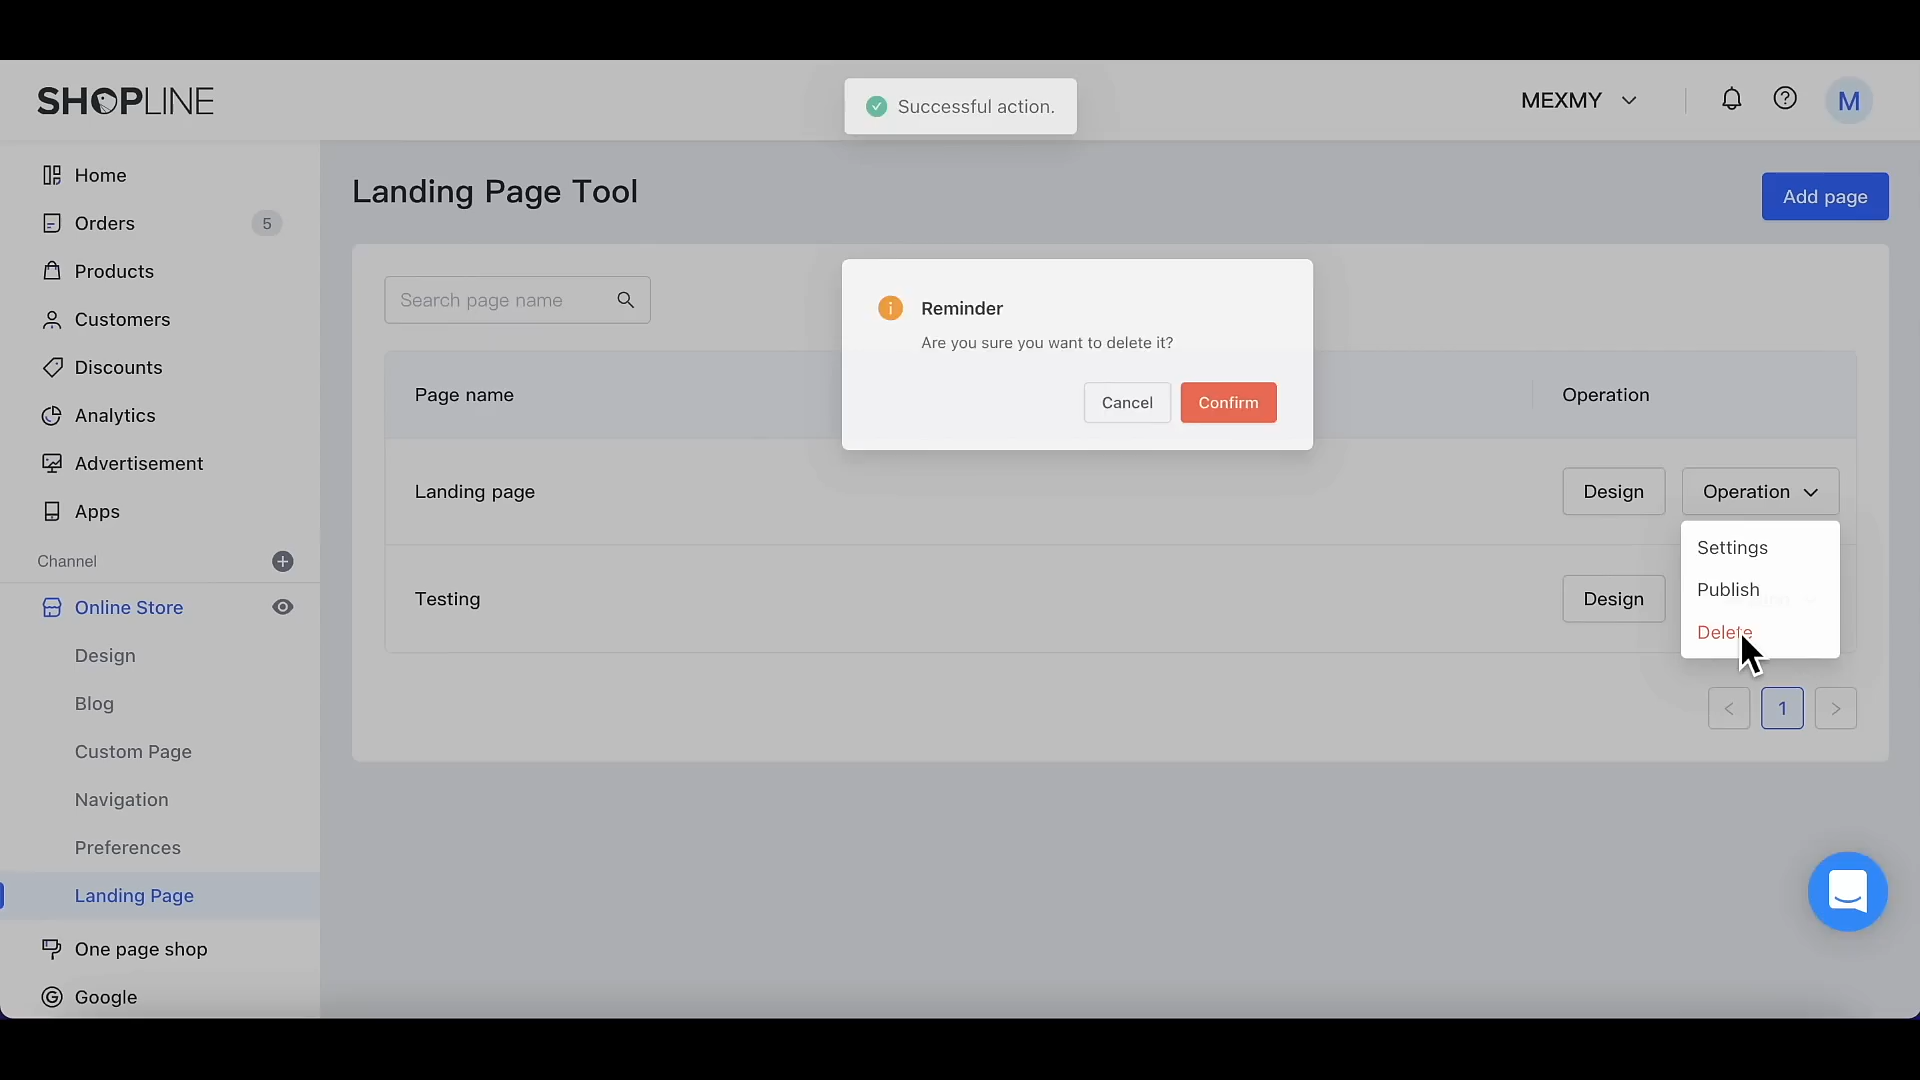 SHOPLINE
Successful action.
MEXMY
M
Home
Orders 5
Products
Customers
Discounts
Analytics
Advertisement
Apps
Channel
Online Store
Design
Blog
Custom Page
Navigation
Preferences
Landing Page
One page shop
Google
Landing Page Tool
Add page
Search page name
Reminder
Are you sure you want to delete it?
Cancel Confirm
Page name Operation
Landing page Design Operation
Settings
Publish
Delete
Testing Design
< 1 >